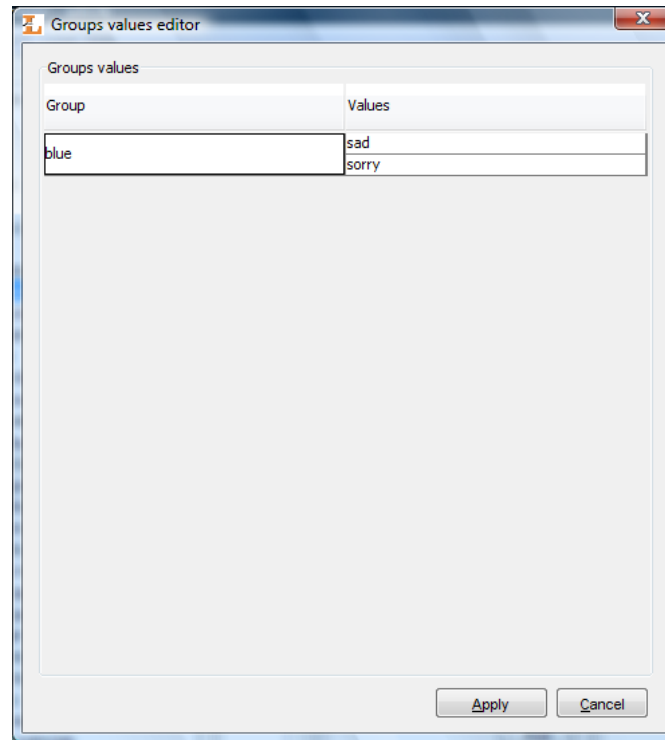 Groups values editor
Groups values
Group Values
blue
sad
sorry
Apply Cancel